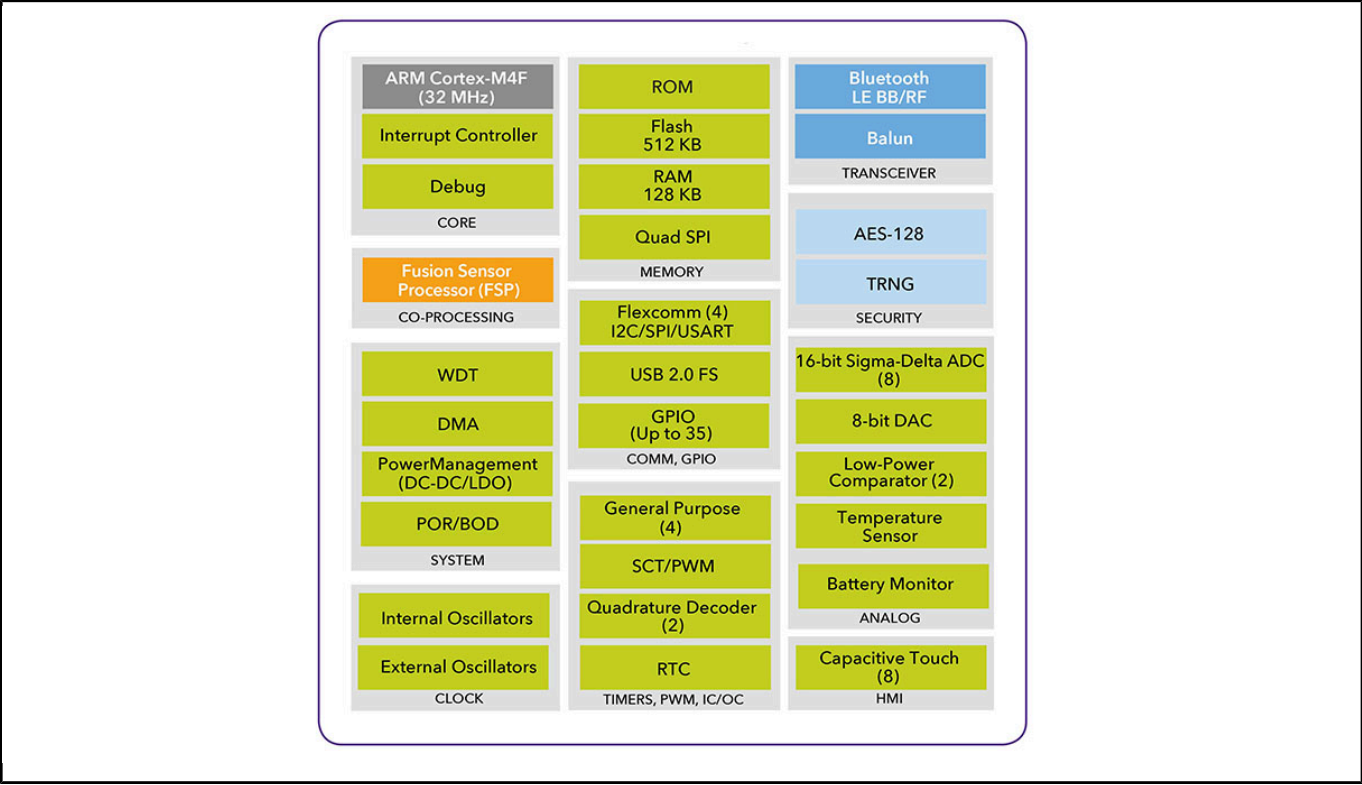 ARM Cortex-M4F
(32 MHz)
Interrupt Controller
Debug
CORE
Fusion Sensor
Processor (FSP)
CO-PROCESSING
WDT
DMA
PowerManagement
(DC-DC/LDO)
POR/BOD
SYSTEM
Internal Oscillators
External Oscillators
CLOCK
ROM
Flash
512 KB
RAM
128 KB
Quad SPI
MEMORY
Flexcomm (4)
I2C/SPI/USART
USB 2.0 FS
GPIO
(Up to 35)
COMM, GPIO
General Purpose
(4)
SCT/PWM
Quadrature Decoder
(2)
RTC
TIMERS, PWM, IC/OC
Bluetooth
LE BB/RF
Balun
TRANSCEIVER
AES-128
TRNG
SECURITY
16-bit Sigma-Delta ADC
(8)
8-bit DAC
Low-Power
Comparator (2)
Temperature
Sensor
Battery Monitor
ANALOG
Capacitive Touch
(8)
HMI